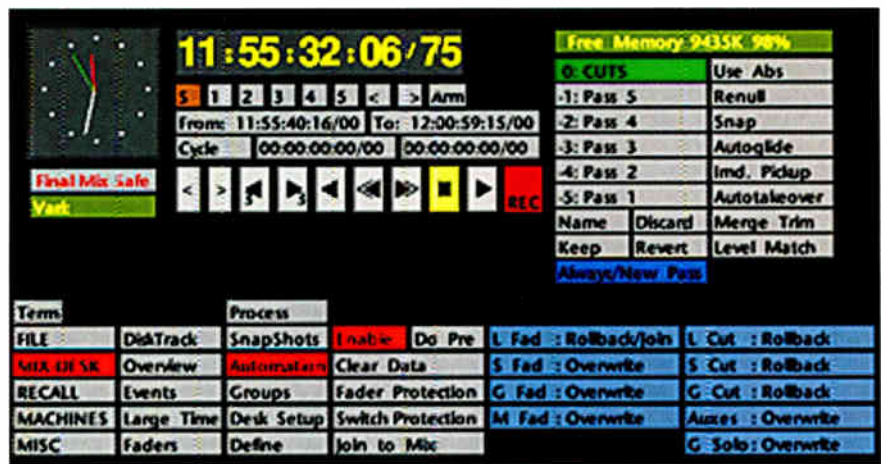 11:55:32:06/75
S 1 2 3 4 5 < > Arm
From: 11:55:40:16/00 To: 12:00:59:15/00
Cycle 00:00:00:00/00 00:00:00:00/00
Final Mix Safe
< > 3 3 REC
Free Memory 9435K 98%
0: CUTS Use Abs
-1: Pass 5 Renull
-2: Pass 4 Snap
-3: Pass 3 Autoglide
-4: Pass 2 Imd. Pickup
-5: Pass 1 Autotakeover
Name Discard Merge Trim
Keep Revert Level Match
Always/New Pass
Term Process
FILE DiskTrack SnapShots Enable Do Pre L Fad : Rollback/Join L Cut : Rollback
MIX-DESK Overview Automation Clear Data S Fad : Overwrite S Cut : Rollback
RECALL Events Groups Fader Protection G Fad : Overwrite G Cut : Rollback
MACHINES Large Time Desk Setup Switch Protection M Fad : Overwrite Auxes : Overwrite
MISC Faders Define Join to Mix G Solo : Overwrite